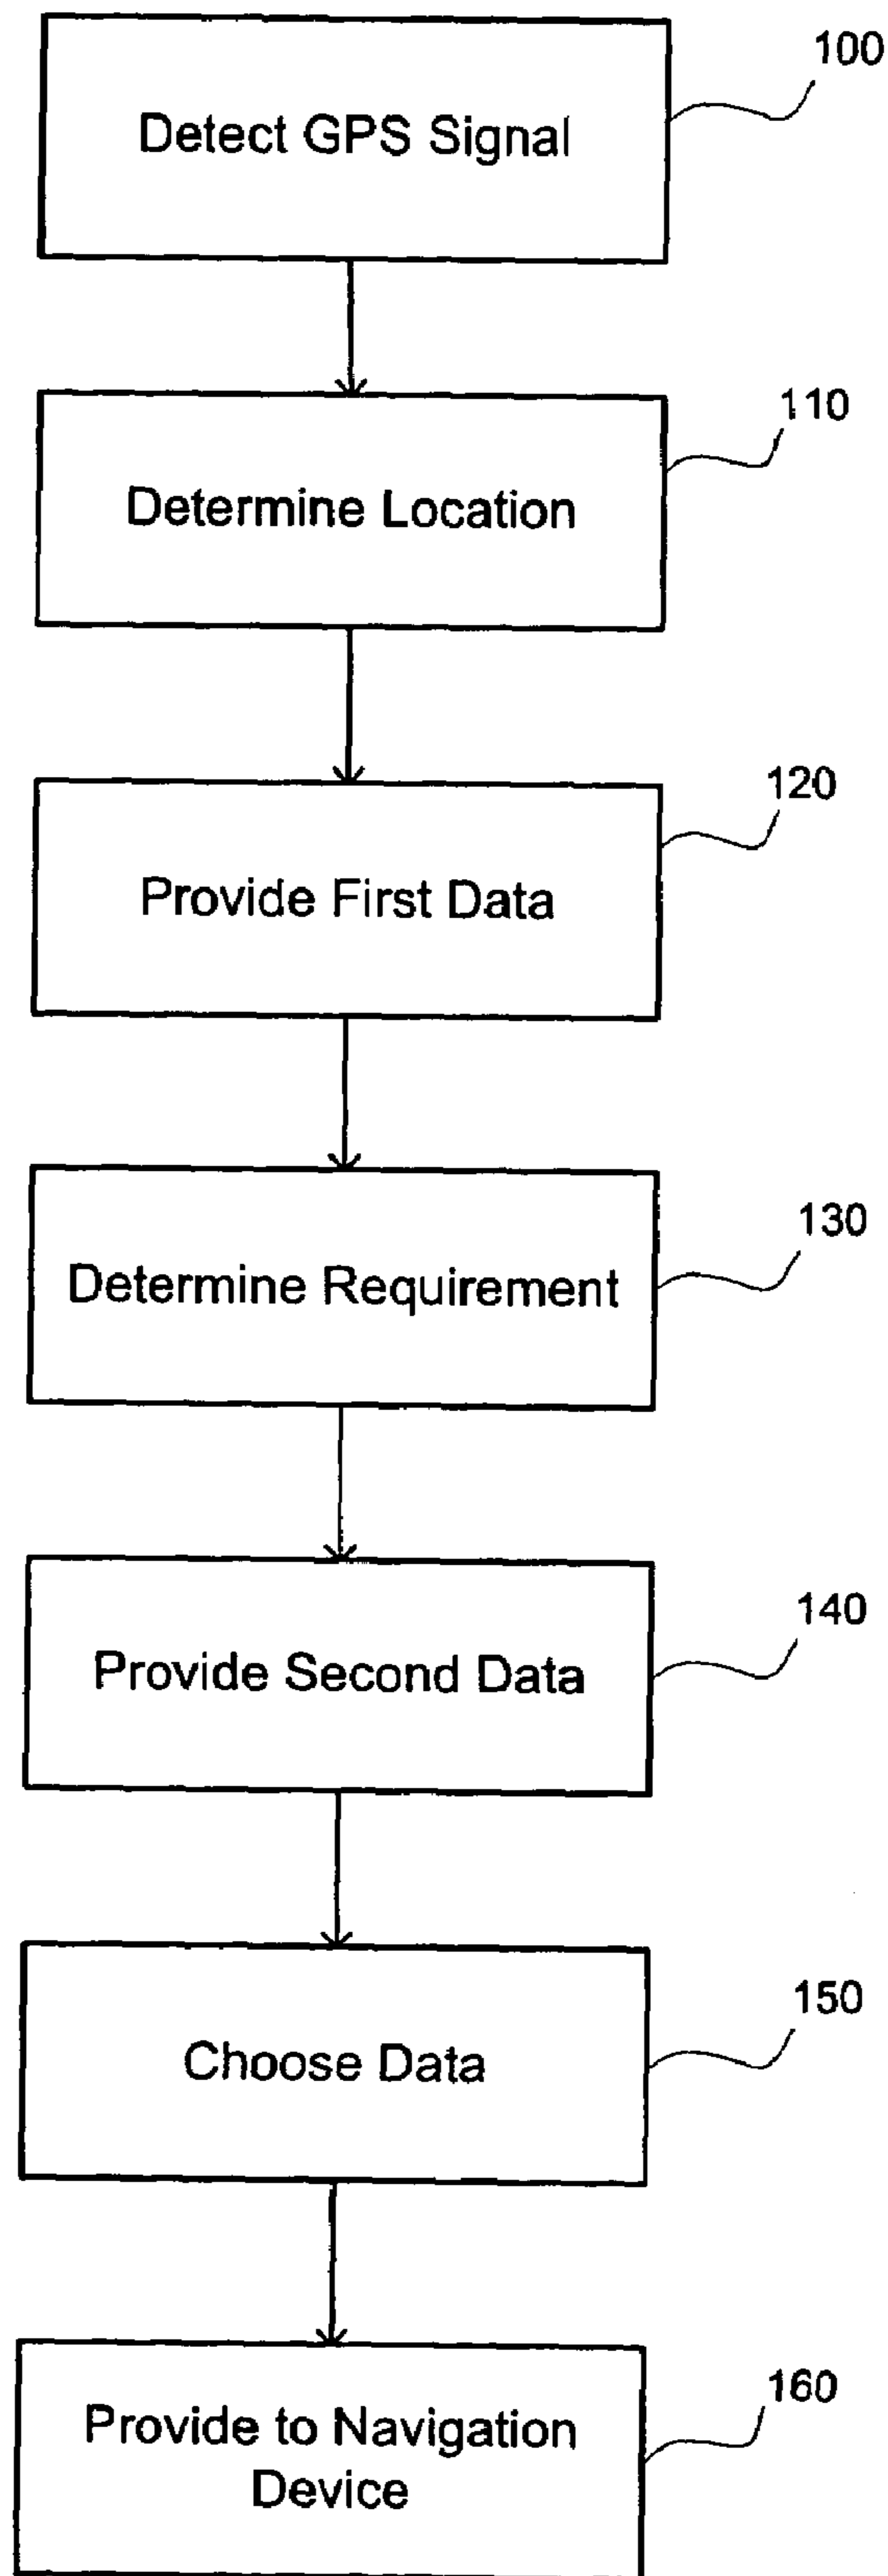 100
Detect GPS Signal
110
Determine Location
120
Provide First Data
130
Determine Requirement
140
Provide Second Data
150
Choose Data
160
Provide to Navigation
Device